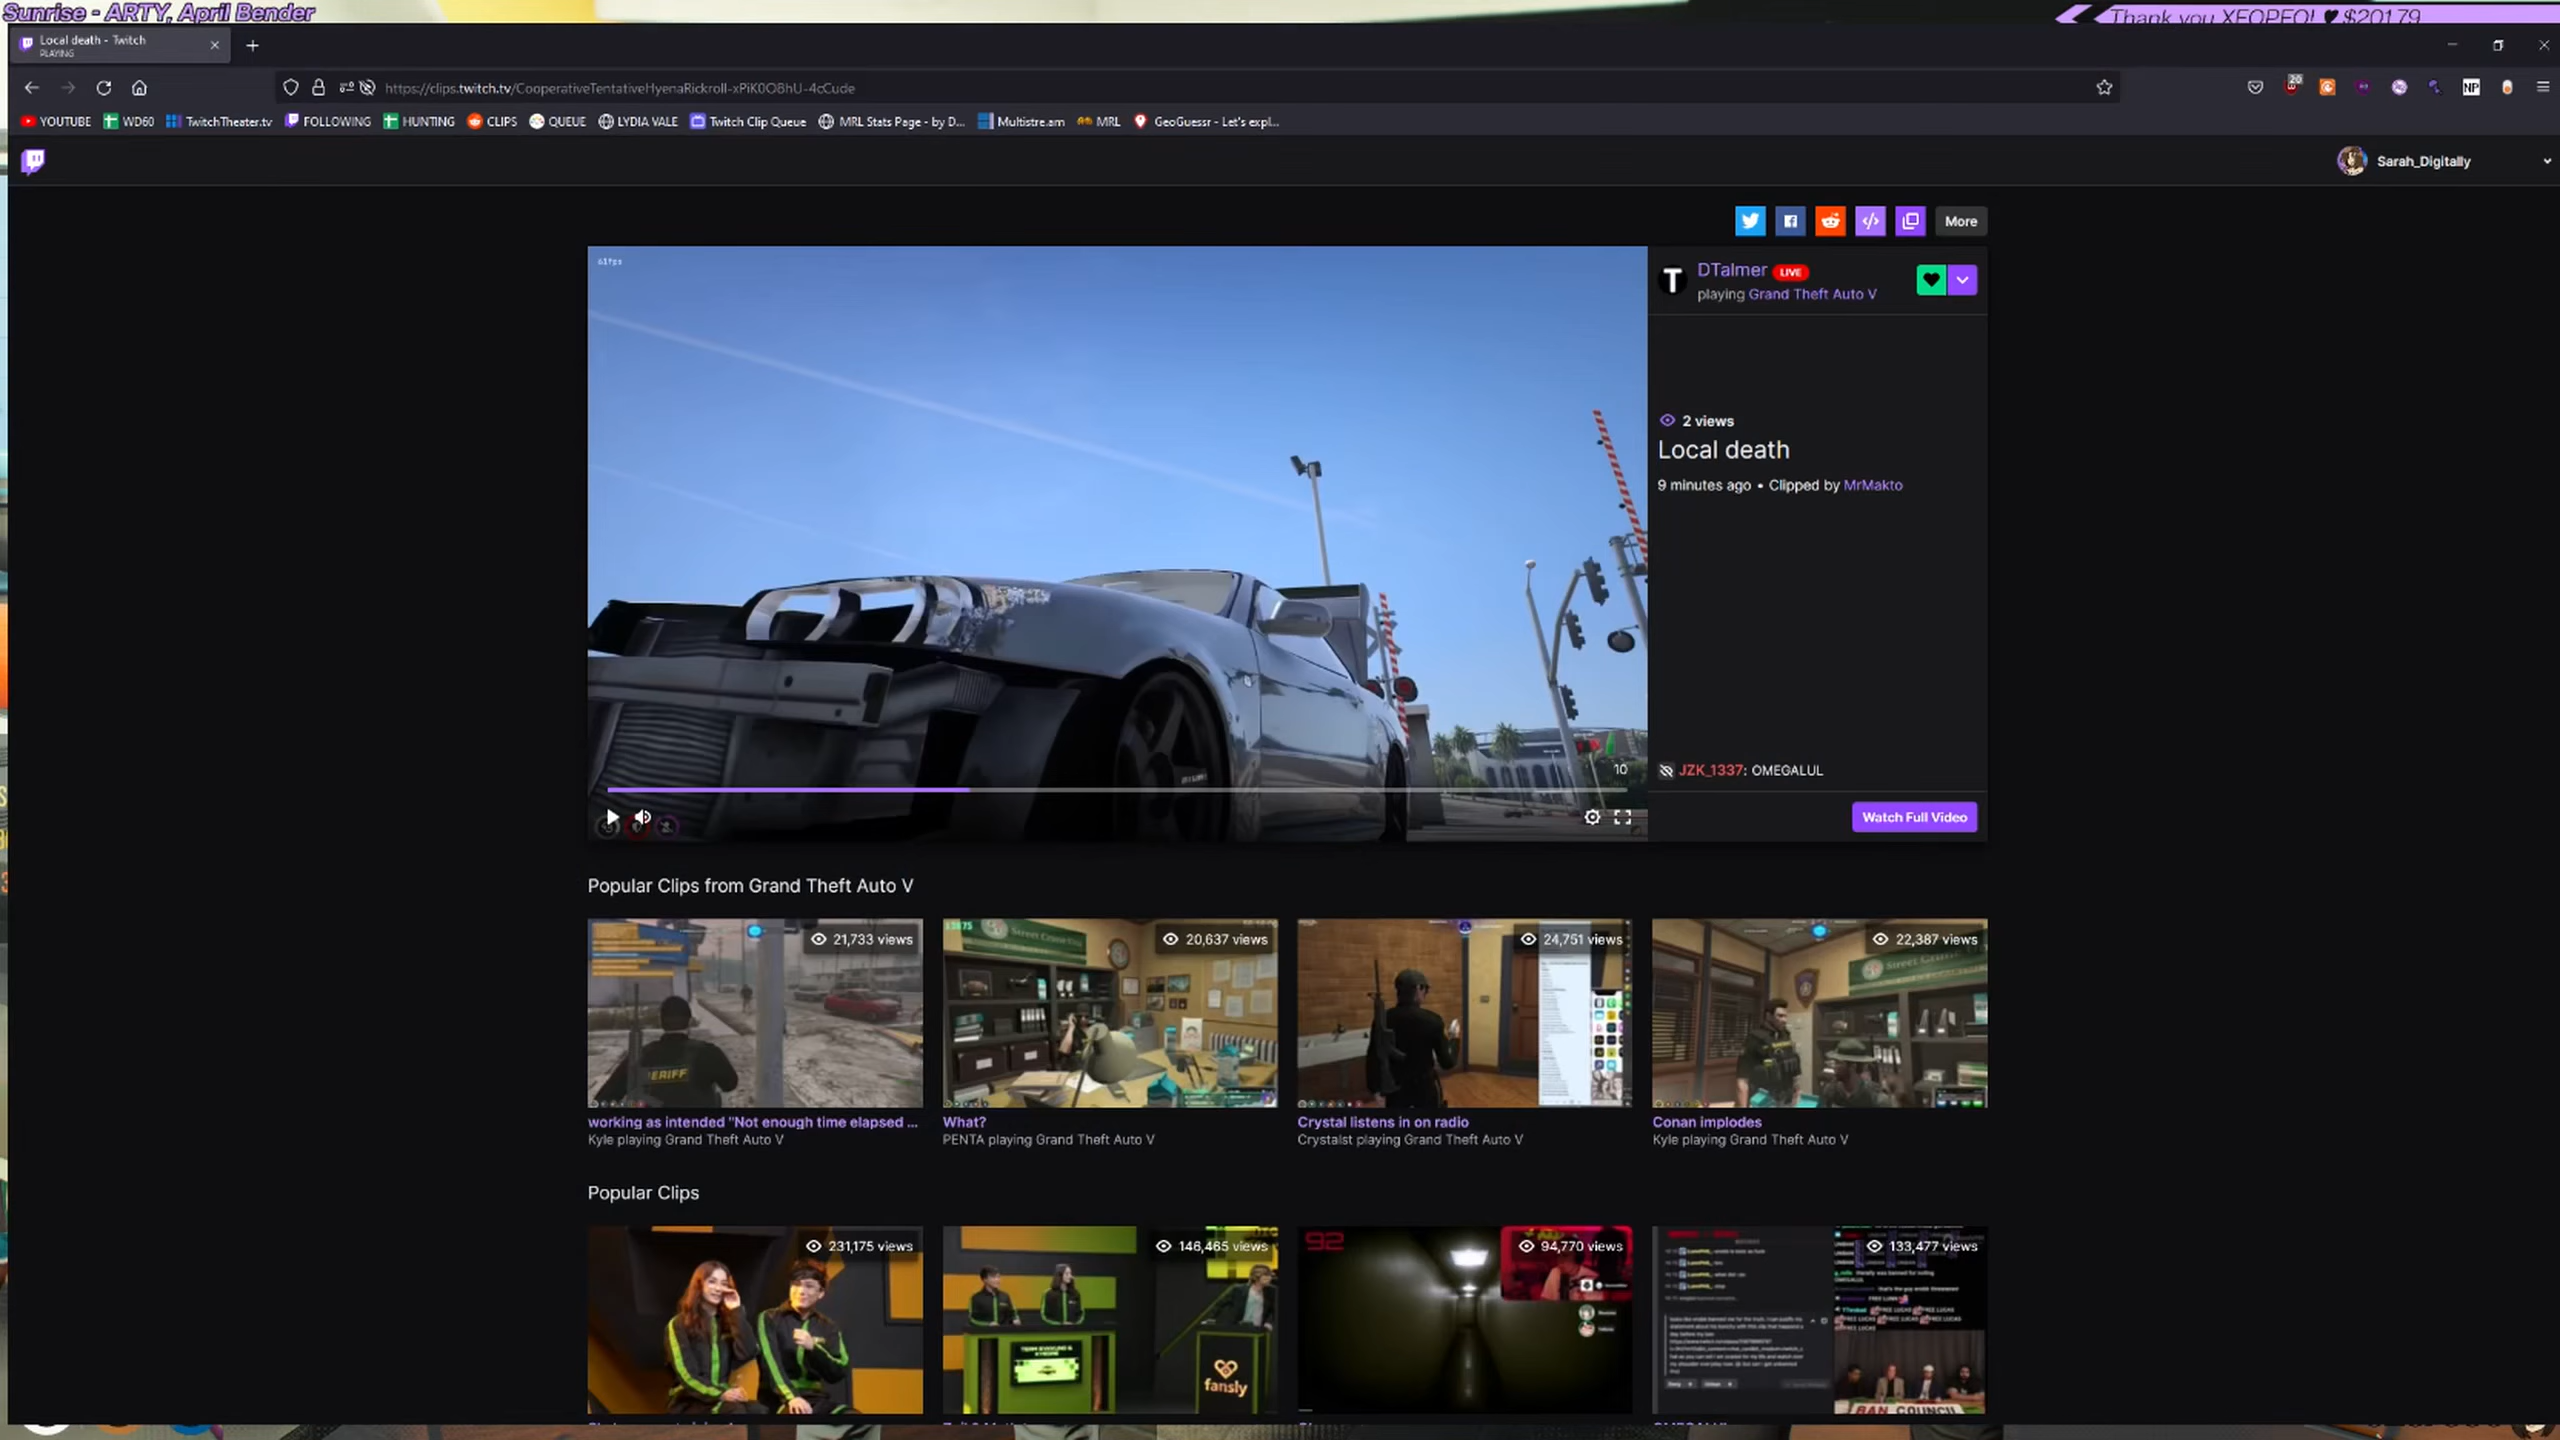 Sunrise - ARTY, April Bender
Thank you XEOPEO! ♥ $201.79
Local death - Twitch
PLAYING
https://clips.twitch.tv/CooperativeTentativeHyenaRickroll-xPiK0OBhU-4cCude
20
NP
YOUTUBE
WD60
TwitchTheater.tv
FOLLOWING
HUNTING
CLIPS
QUEUE
LYDIA VALE
Twitch Clip Queue
MRL Stats Page - by D...
Multistre.am
MRL
GeoGuessr - Let's expl...
Sarah_Digitally
More
61fps
DTalmer LIVE
playing Grand Theft Auto V
2 views
Local death
9 minutes ago • Clipped by MrMakto
10
JZK_1337: OMEGALUL
Watch Full Video
Popular Clips from Grand Theft Auto V
21,733 views
20,637 views
24,751 views
22,387 views
working as intended "Not enough time elapsed ...
Kyle playing Grand Theft Auto V
What?
PENTA playing Grand Theft Auto V
Crystal listens in on radio
Crystalst playing Grand Theft Auto V
Conan implodes
Kyle playing Grand Theft Auto V
Popular Clips
231,175 views
146,465 views
fansly
92
94,770 views
133,477 views
BAN COUNCIL